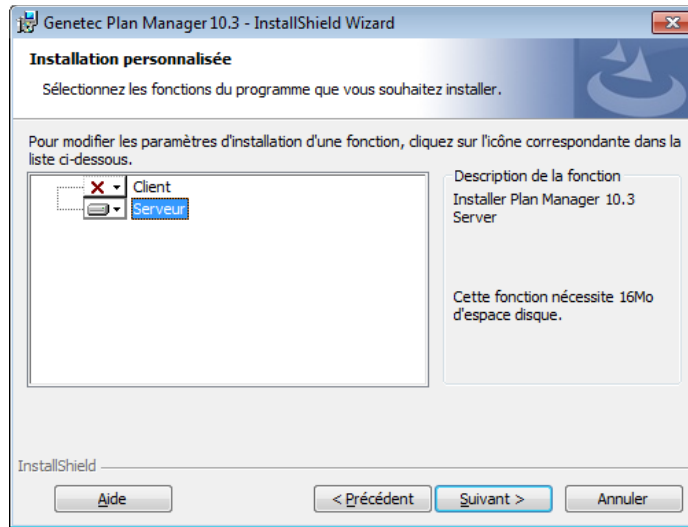 Genetec Plan Manager 10.3 - InstallShield Wizard
Installation personnalisée
Sélectionnez les fonctions du programme que vous souhaitez installer.
Pour modifier les paramètres d'installation d'une fonction, cliquez sur l'icône correspondante dans la
liste ci-dessous.
Client
Serveur
Description de la fonction
Installer Plan Manager 10.3
Server
Cette fonction nécessite 16Mo
d'espace disque.
InstallShield
Aide
< Précédent
Suivant >
Annuler